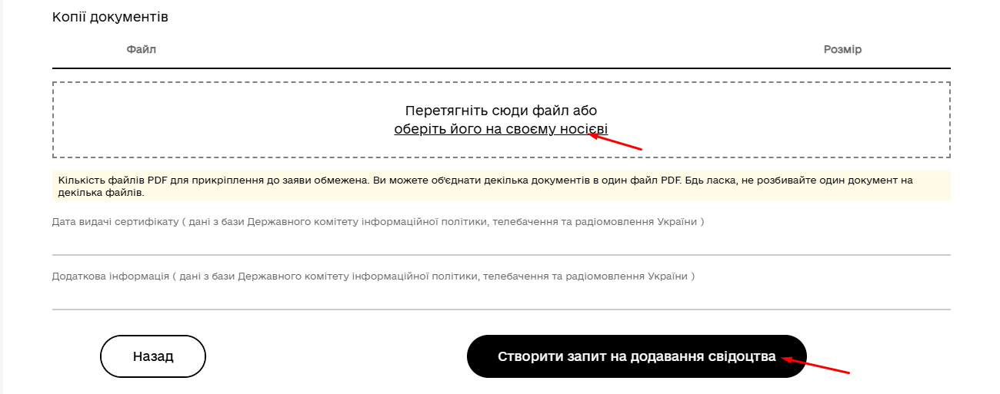 Копії документів
Файл Розмір
Перетягніть сюди файл або
оберіть його на своєму носієві
Кількість файлів PDF для прикріплення до заяви обмежена. Ви можете об'єднати декілька документів в один файл PDF. Бдь ласка, не розбивайте один документ на
декілька файлів.
Дата видачі сертифікату ( дані з бази Державного комітету інформаційної політики, телебачення та радіомовлення України )
Додаткова інформація ( дані з бази Державного комітету інформаційної політики, телебачення та радіомовлення України )
Назад Створити запит на додавання свідоцтва